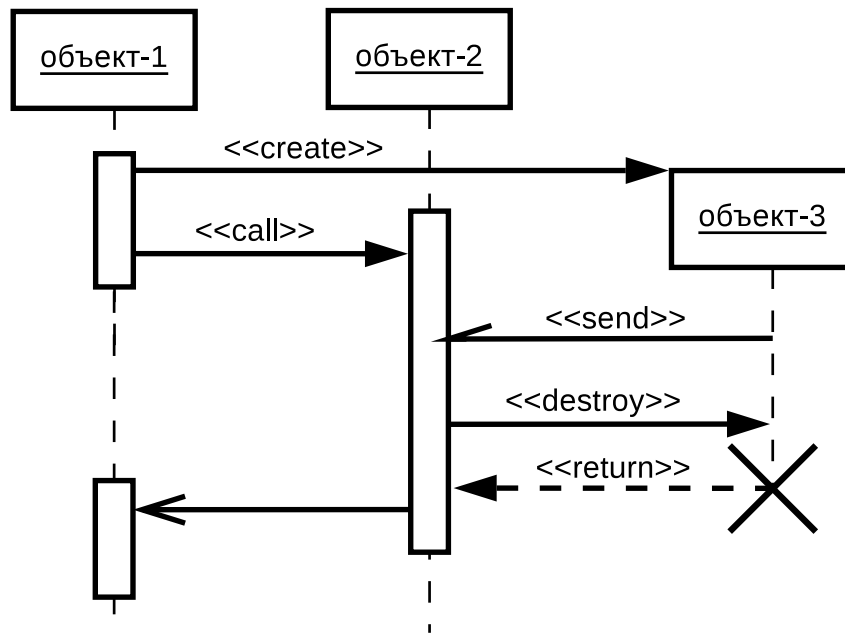 объект-1
объект-2
<<create>>
объект-3
<<call>>
<<send>>
<<destroy>>
<<return>>